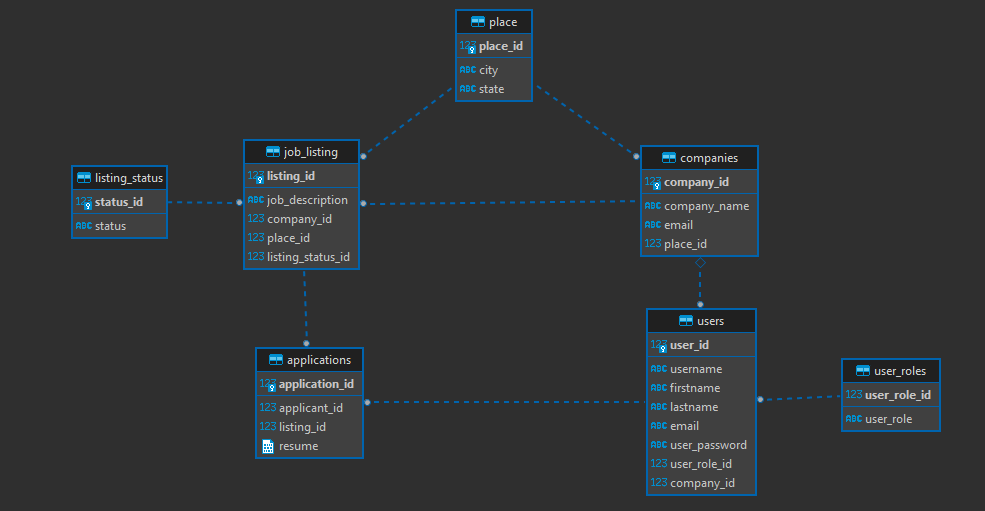 place
123 place_id
ABC city
ABC state
job_listing
123 listing_id
ABC job_description
123 company_id
123 place_id
123 listing_status_id
companies
123 company_id
ABC company_name
ABC email
123 place_id
listing_status
123 status_id
ABC status
users
123 user_id
ABC username
ABC firstname
ABC lastname
ABC email
ABC user_password
123 user_role_id
123 company_id
applications
123 application_id
123 applicant_id
123 listing_id
resume
user_roles
123 user_role_id
ABC user_role